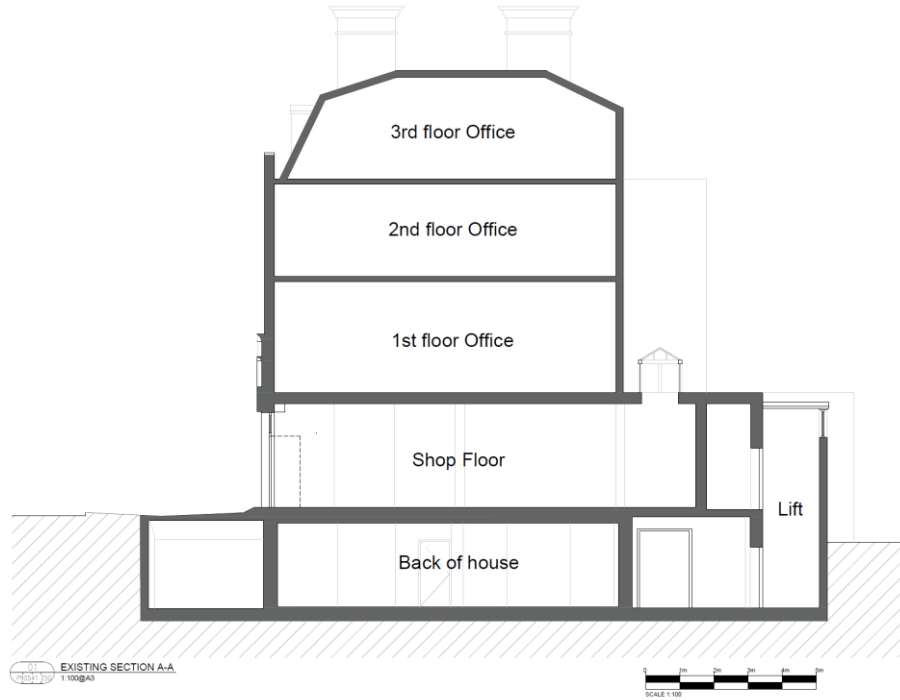 3rd floor Office
2nd floor Office
1st floor Office
Shop Floor
Lift
Back of house
01
EXISTING SECTION A-A
1:100@A3
0 1m 2m 3m 4m 5m
SCALE 1:100